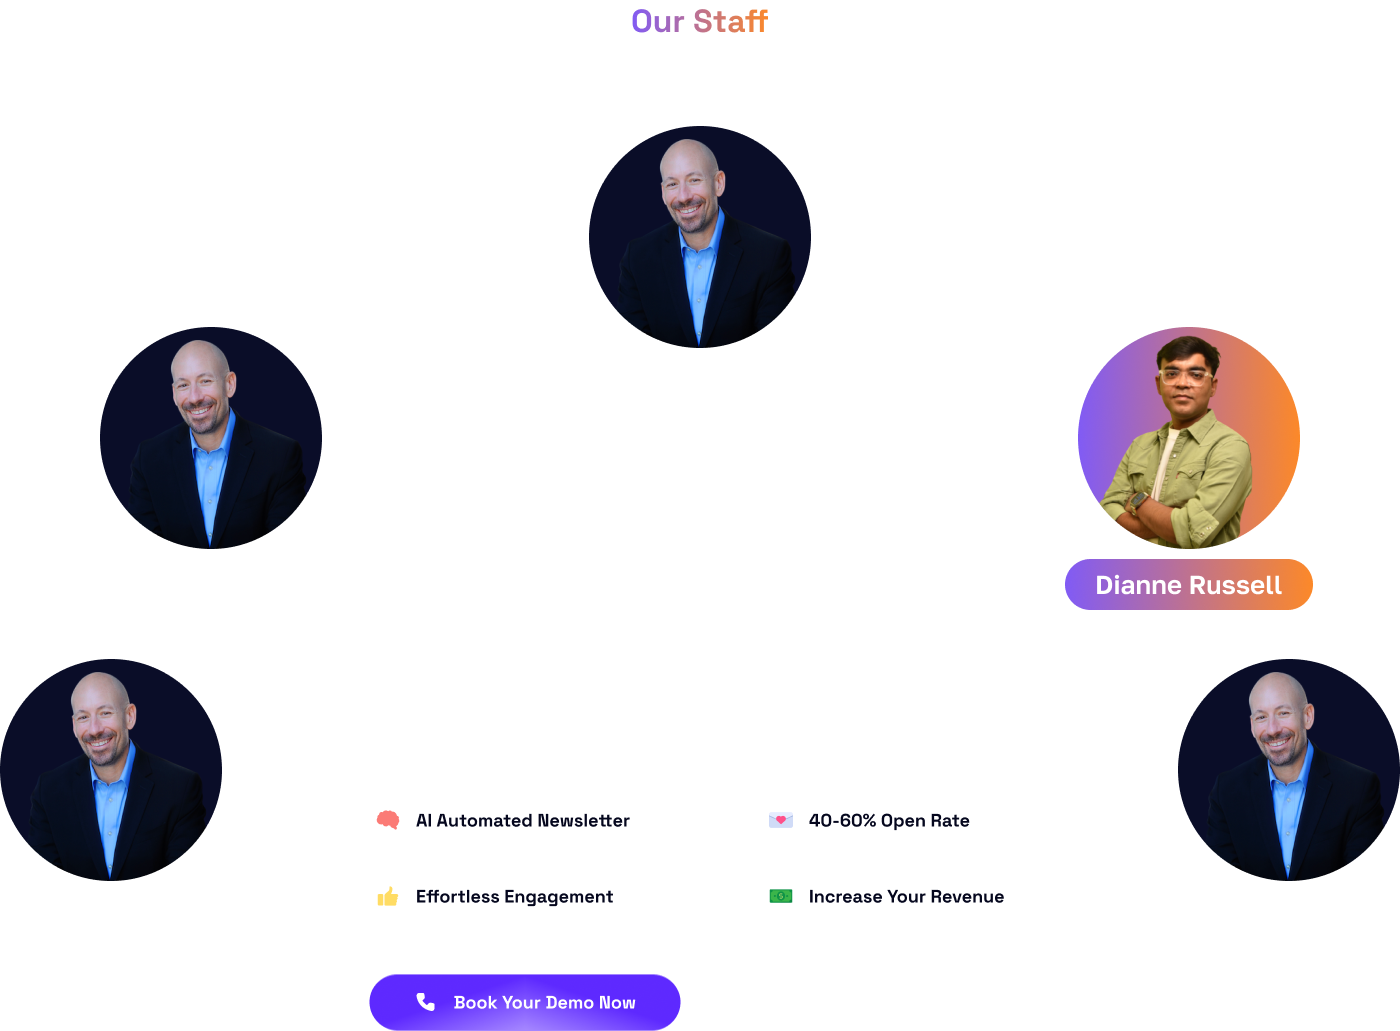 Our Staff
Dianne Russell
AI Automated Newsletter
40-60% Open Rate
Effortless Engagement
Increase Your Revenue
Book Your Demo Now